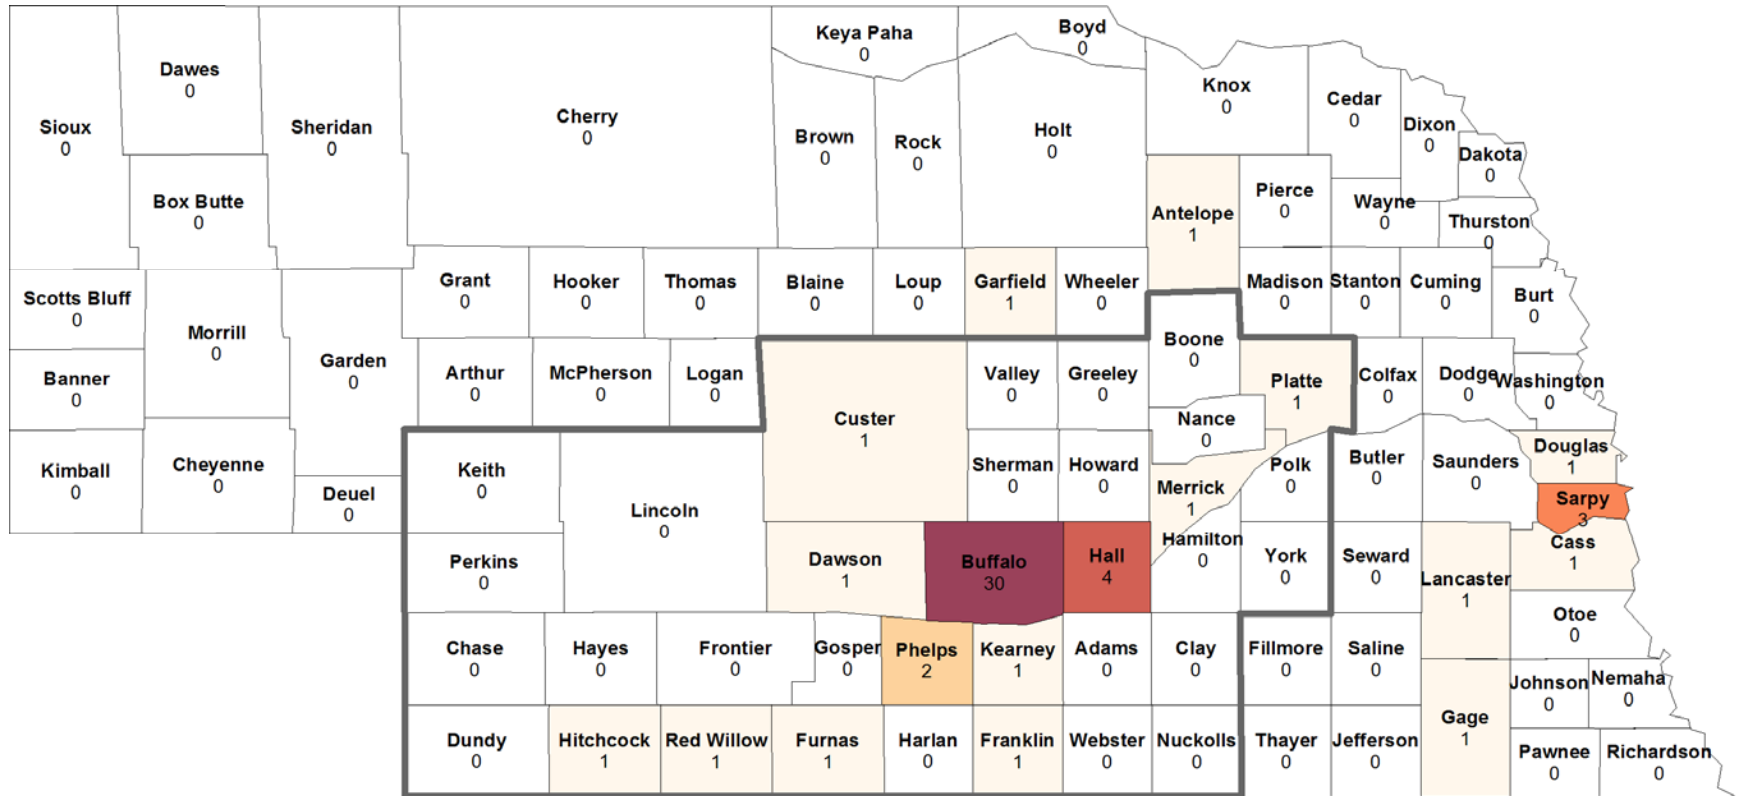 Keya Paha
0
Boyd
0
Dawes
0
Knox
0
Cedar
0
Cherry
0
Sioux
0
Sheridan
0
Brown
0
Rock
0
Holt
0
Dixon
0
Dakota
0
Box Butte
0
Antelope
1
Pierce
0
Wayne
0
Thurston
0
Scotts Bluff
0
Grant
0
Hooker
0
Thomas
0
Blaine
0
Loup
0
Garfield
1
Wheeler
0
Madison
0
Stanton
0
Cuming
0
Burt
0
Morrill
0
Garden
0
Boone
0
Banner
0
Arthur
0
McPherson
0
Logan
0
Valley
0
Greeley
0
Platte
1
Colfax
0
Dodge
0
Washington
0
Custer
1
Nance
0
Kimball
0
Cheyenne
0
Deuel
0
Keith
0
Lincoln
0
Sherman
0
Howard
0
Merrick
1
Polk
0
Butler
0
Saunders
0
Douglas
1
Sarpy
3
Perkins
0
Dawson
1
Buffalo
30
Hall
4
Hamilton
0
York
0
Seward
0
Lancaster
1
Cass
1
Otoe
0
Chase
0
Hayes
0
Frontier
0
Gosper
0
Phelps
2
Kearney
1
Adams
0
Clay
0
Fillmore
0
Saline
0
Johnson
0
Nemaha
0
Dundy
0
Hitchcock
1
Red Willow
1
Furnas
1
Harlan
0
Franklin
1
Webster
0
Nuckolls
0
Thayer
0
Jefferson
0
Gage
1
Pawnee
0
Richardson
0